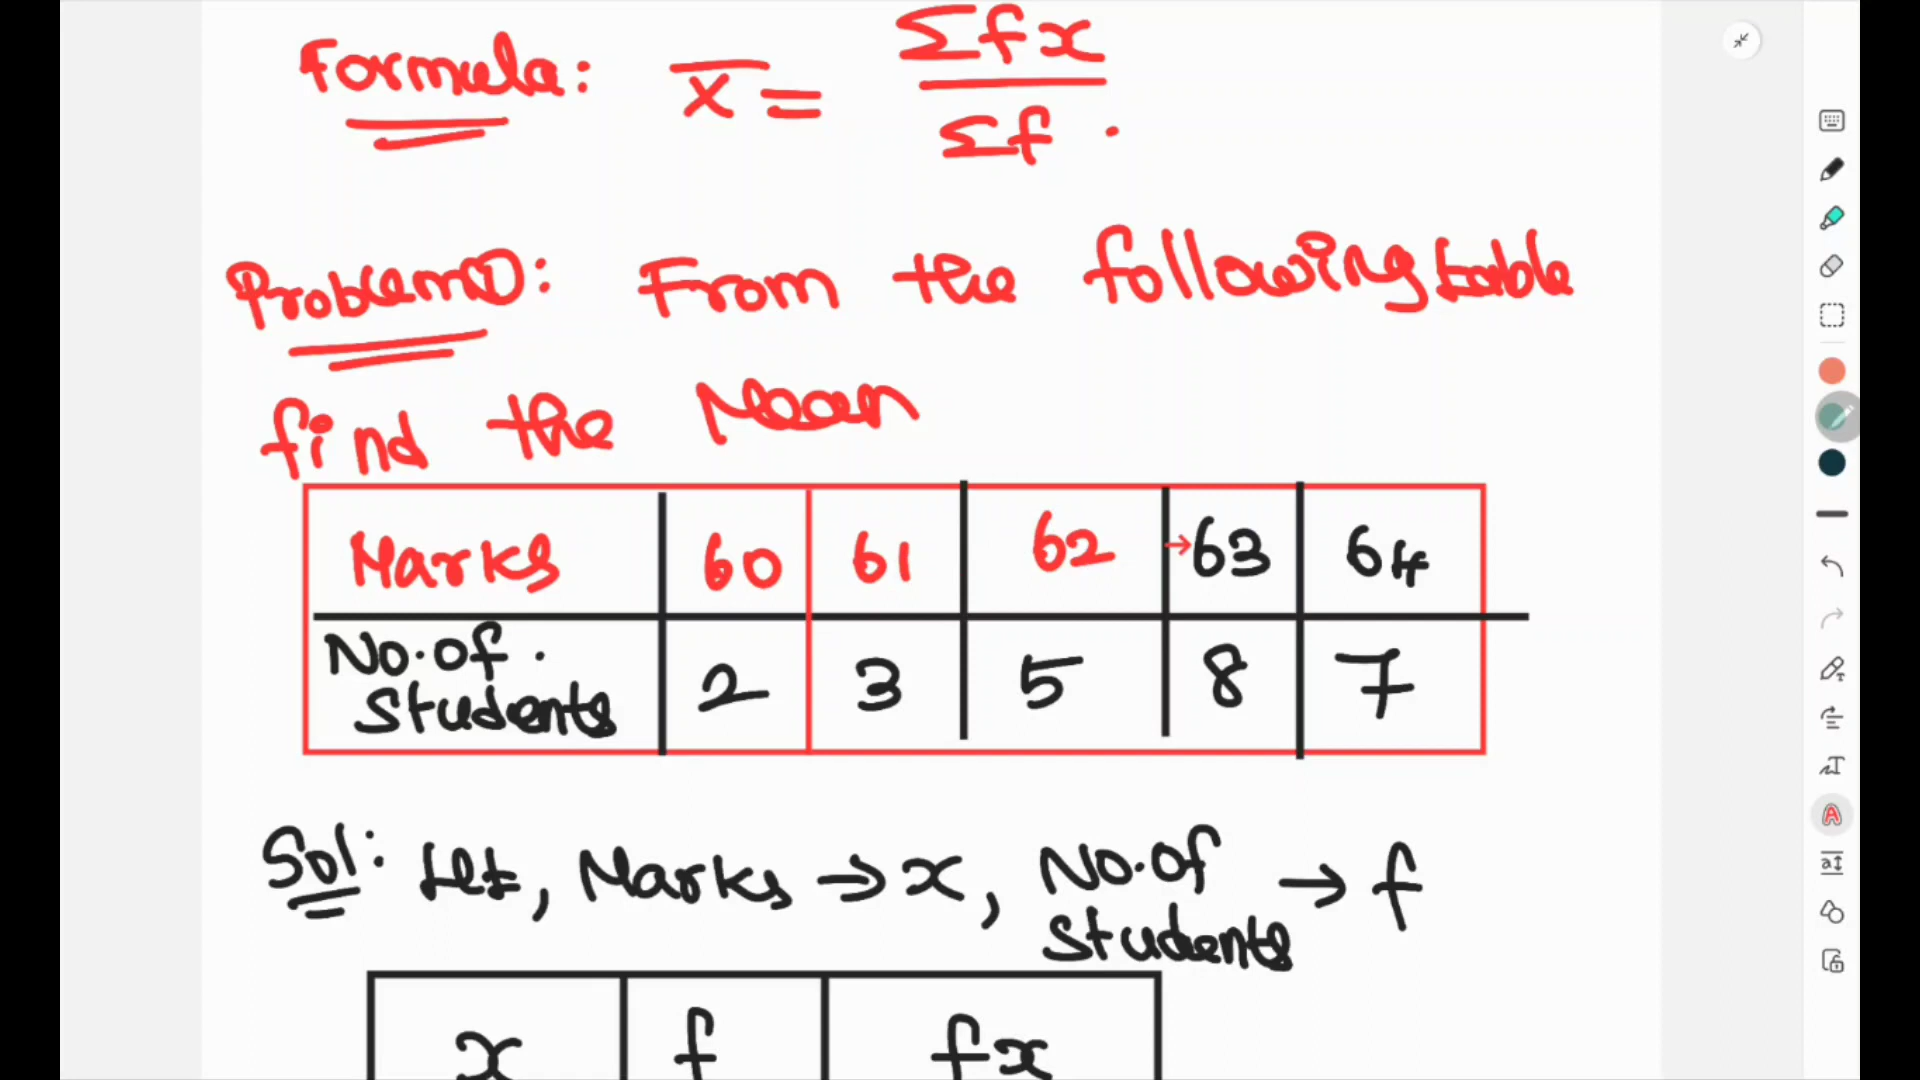 Formula: x̄ = Σfx / Σf .
Problem①: From the following table
find the Mean
Marks 60 61 62 →63 64
No.of . Students 2 3 5 8 7
Sol: Let, Marks → x, No.of Students → f
x f fx